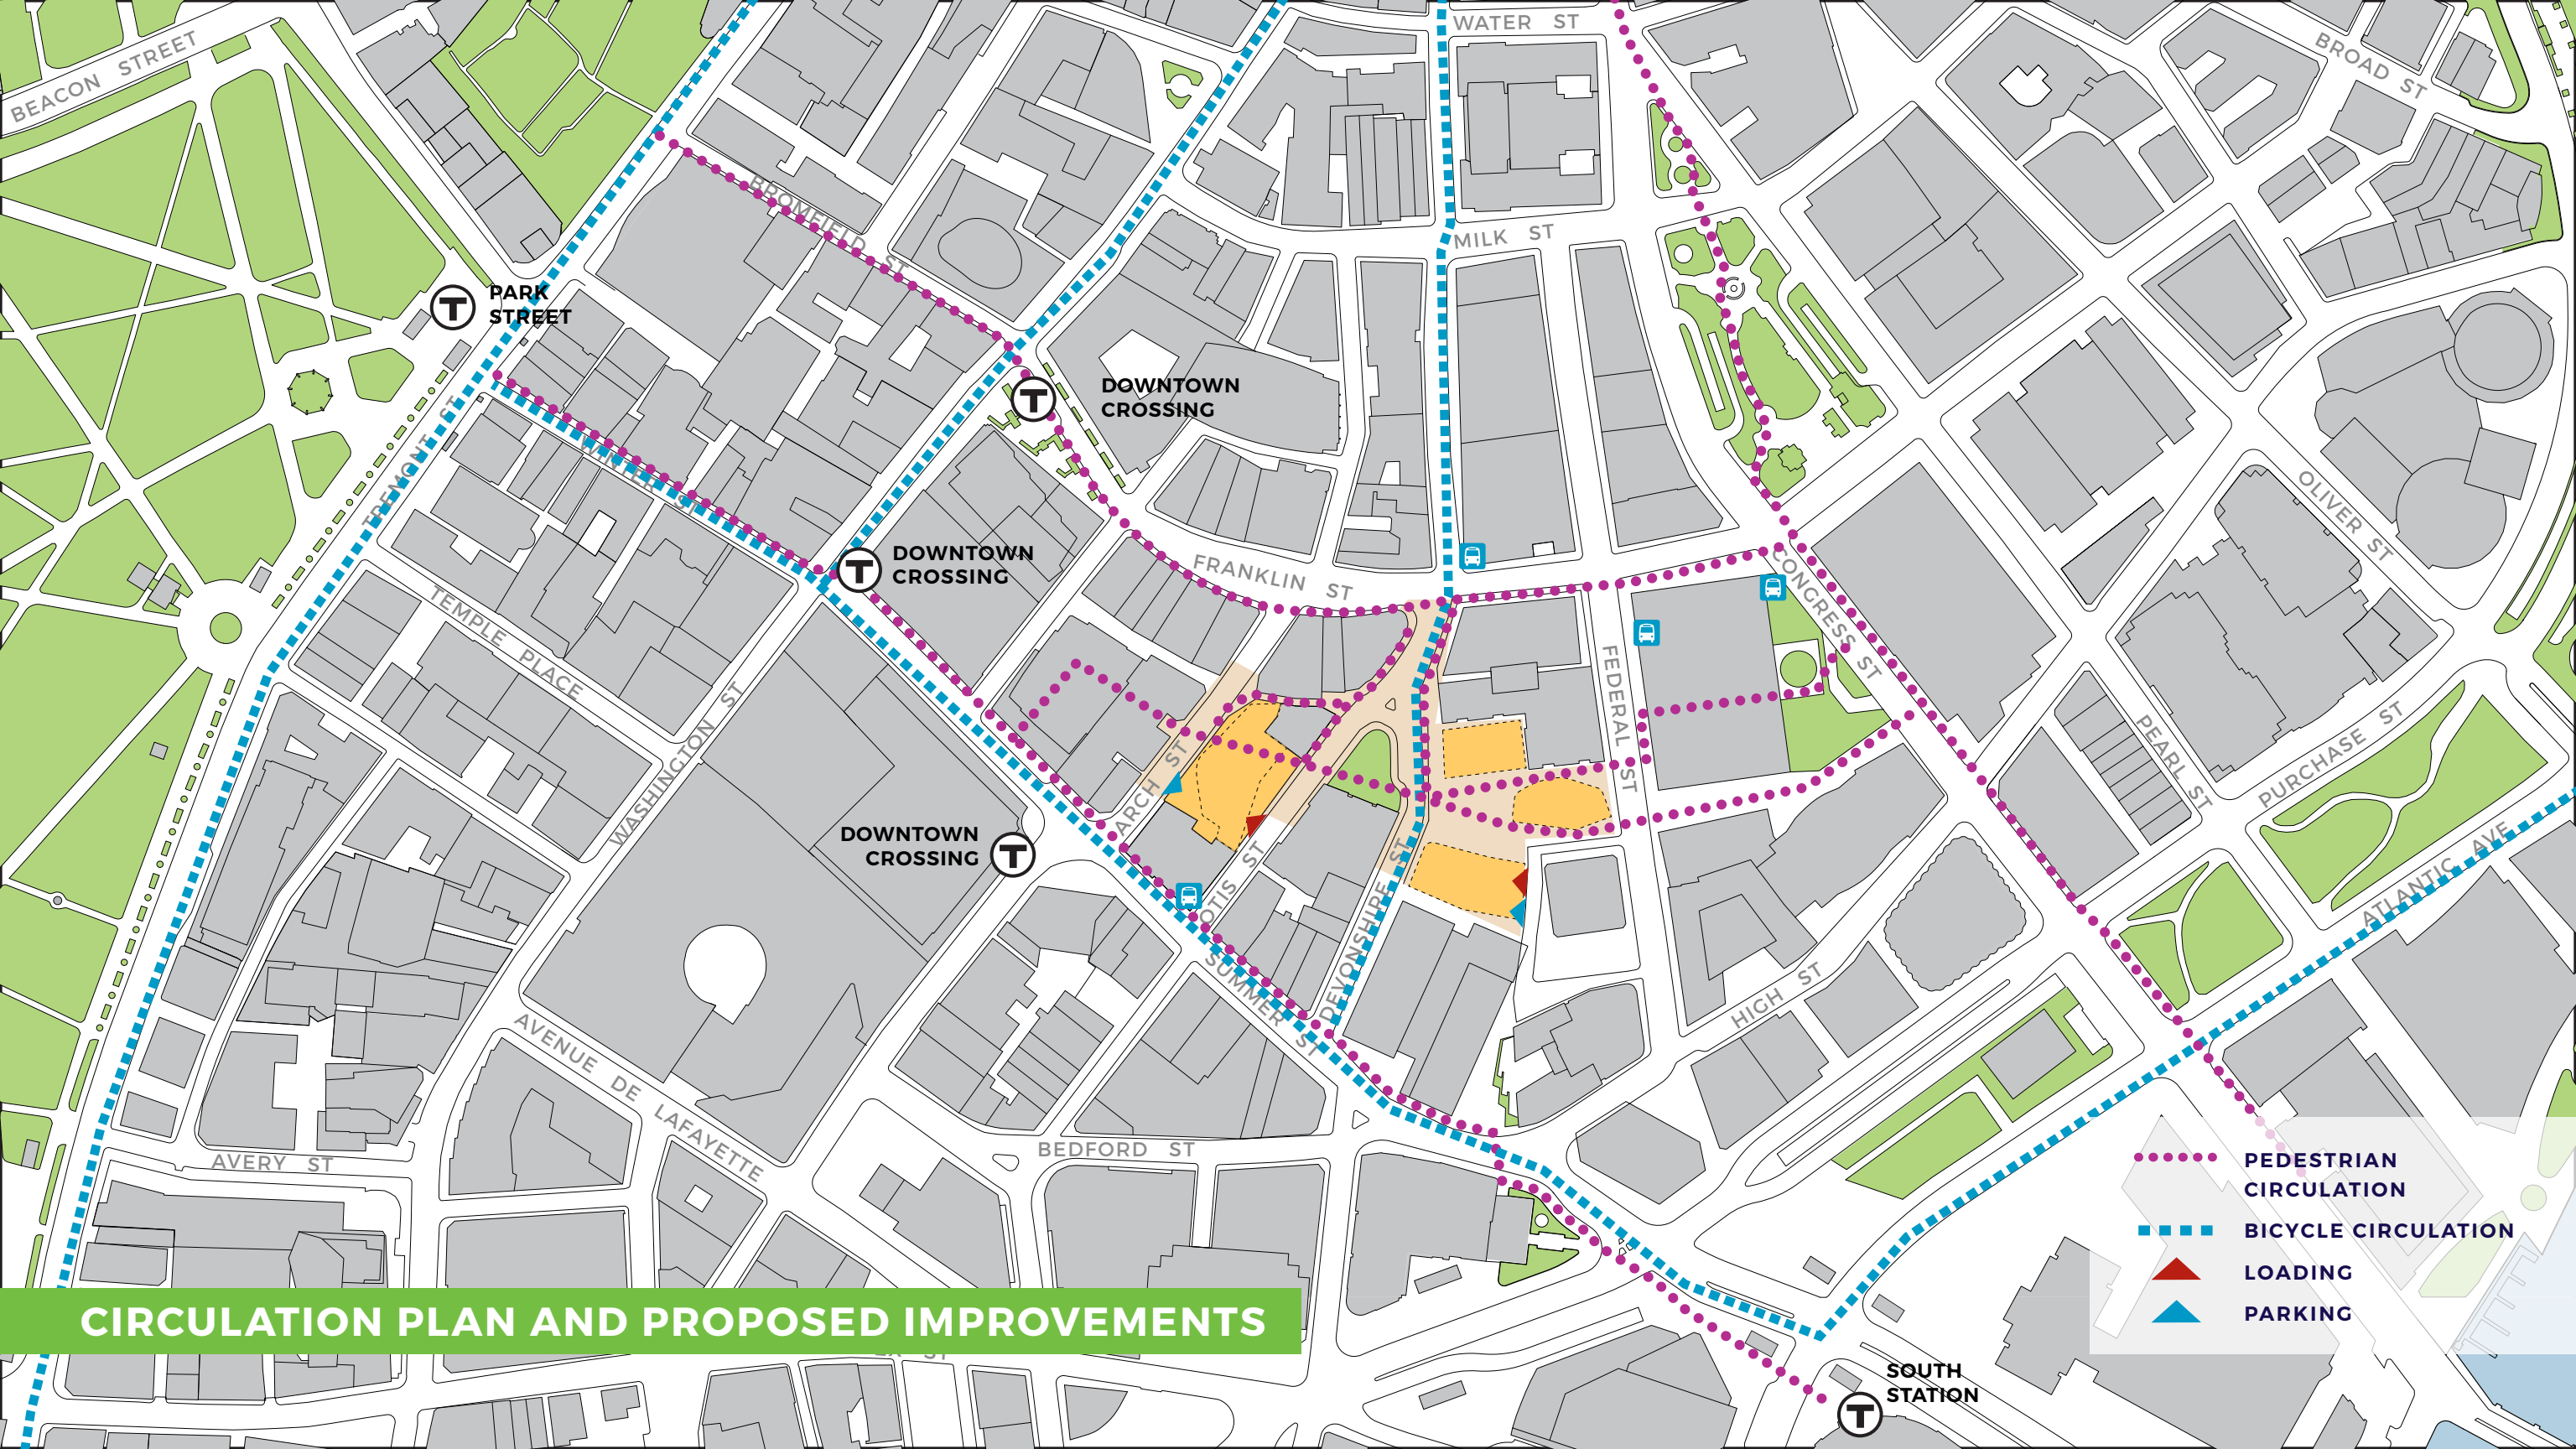 WATER ST
BROAD ST
BEACON STREET
BROMFIELD ST
MILK ST
T
PARK
STREET
T
DOWNTOWN
CROSSING
TREMONT ST
WINTER ST
OLIVER ST
T
DOWNTOWN
CROSSING
FRANKLIN ST
CONGRESS ST
TEMPLE PLACE
FEDERAL ST
WASHINGTON ST
ARCH ST
PEARL ST
PURCHASE ST
DOWNTOWN
CROSSING
T
OTIS ST
DEVONSHIRE ST
ATLANTIC AVE
SUMMER ST
HIGH ST
AVENUE DE LAFAYETTE
BEDFORD ST
AVERY ST
PEDESTRIAN
CIRCULATION
BICYCLE CIRCULATION
LOADING
PARKING
CIRCULATION PLAN AND PROPOSED IMPROVEMENTS
SOUTH
STATION
T